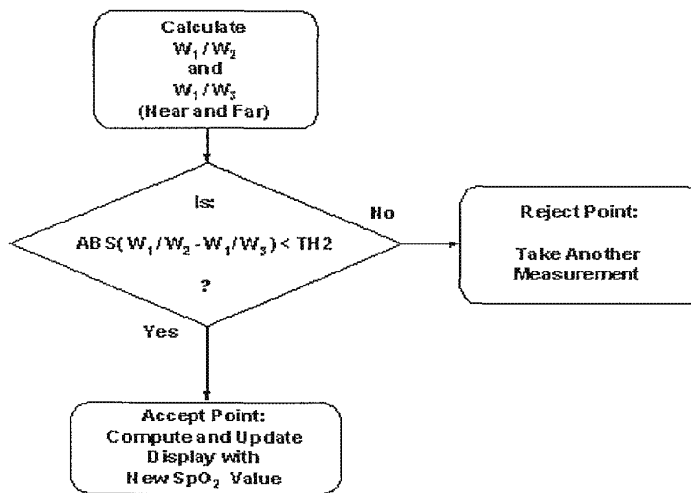 Calculate
W₁/W₂
and
W₁/W₃
(Near and Far)
Is:
ABS(W₁/W₂ - W₁/W₃) < TH2
?
No
Reject Point:
Take Another
Measurement
Yes
Accept Point:
Compute and Update
Display with
New SpO₂ Value